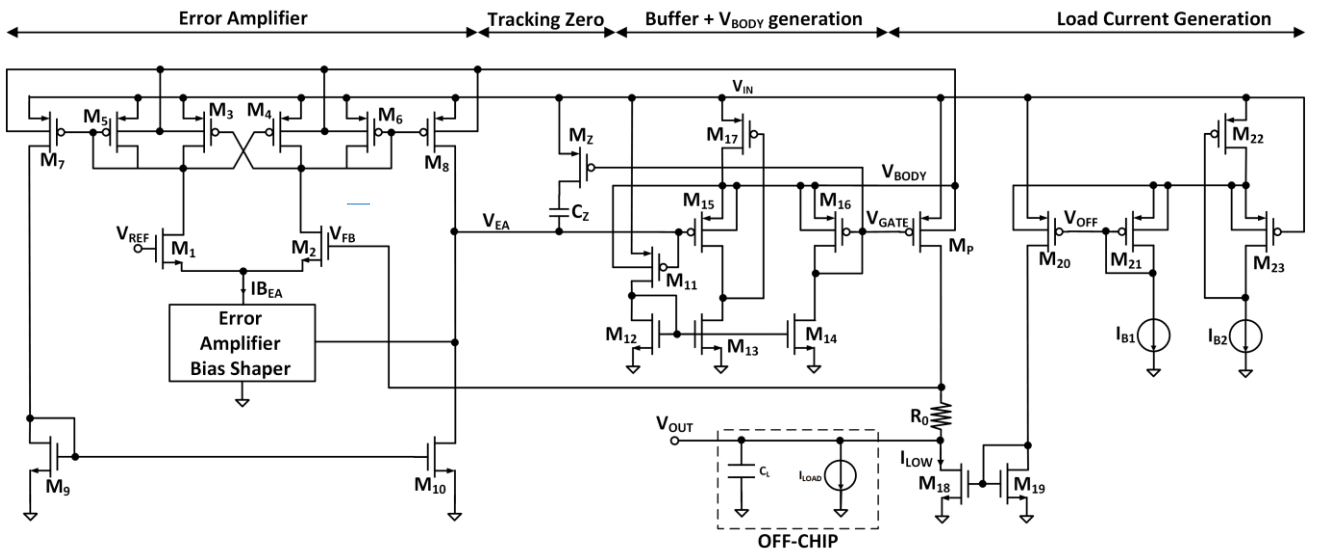 Error Amplifier
Tracking Zero
Buffer + VBODY generation
Load Current Generation
VIN
M5
M3
M4
M6
M7
M8
MZ
M17
M22
VBODY
M15
M16
VGATE
VOFF
CZ
VEA
VREF
M1
M2
VFB
MP
M20
M21
M23
M11
IBEA
Error
Amplifier
Bias Shaper
M12
M13
M14
IB1
IB2
R0
VOUT
ILOW
CL
ILOAD
M9
M10
M18
M19
OFF-CHIP